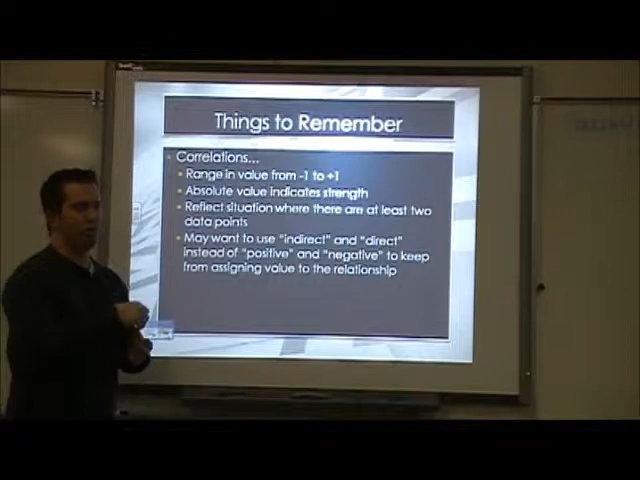 Things to Remember
Correlations...
Range in value from -1 to +1
Absolute value indicates strength
Reflect situation where there are at least two
data points
May want to use "indirect" and "direct"
instead of "positive" and "negative" to keep
from assigning value to the relationship